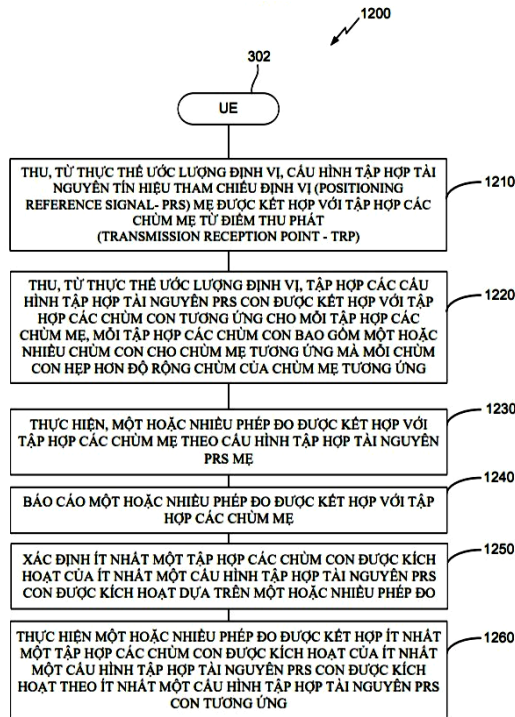 1200
302
UE
THU, TỪ THỰC THỂ ƯỚC LƯỢNG ĐỊNH VỊ, CẤU HÌNH TẬP HỢP TÀI
NGUYÊN TÍN HIỆU THAM CHIẾU ĐỊNH VỊ (POSITIONING
REFERENCE SIGNAL- PRS) MẸ ĐƯỢC KẾT HỢP VỚI TẬP HỢP CÁC
CHÙM MẸ TỪ ĐIỂM THU PHÁT
(TRANSMISSION RECEPTION POINT - TRP)
1210
THU, TỪ THỰC THỂ ƯỚC LƯỢNG ĐỊNH VỊ, TẬP HỢP CÁC CẤU
HÌNH TẬP HỢP TÀI NGUYÊN PRS CON ĐƯỢC KẾT HỢP VỚI TẬP
HỢP CÁC CHÙM CON TƯƠNG ỨNG CHO MỖI TẬP HỢP CÁC
CHÙM MẸ, MỖI TẬP HỢP CÁC CHÙM CON BAO GỒM MỘT HOẶC
NHIỀU CHÙM CON CHO CHÙM MẸ TƯƠNG ỨNG MÀ MỖI CHÙM
CON HẸP HƠN ĐỘ RỘNG CHÙM CỦA CHÙM MẸ TƯƠNG ỨNG
1220
THỰC HIỆN, MỘT HOẶC NHIỀU PHÉP ĐO ĐƯỢC KẾT HỢP VỚI
TẬP HỢP CÁC CHÙM MẸ THEO CẤU HÌNH TẬP HỢP TÀI NGUYÊN
PRS MẸ
1230
BÁO CÁO MỘT HOẶC NHIỀU PHÉP ĐO ĐƯỢC KẾT HỢP VỚI TẬP
HỢP CÁC CHÙM MẸ
1240
XÁC ĐỊNH ÍT NHẤT MỘT TẬP HỢP CÁC CHÙM CON ĐƯỢC KÍCH
HOẠT CỦA ÍT NHẤT MỘT CẤU HÌNH TẬP HỢP TÀI NGUYÊN PRS
CON ĐƯỢC KÍCH HOẠT DỰA TRÊN MỘT HOẶC NHIỀU PHÉP ĐO
1250
THỰC HIỆN MỘT HOẶC NHIỀU PHÉP ĐO ĐƯỢC KẾT HỢP ÍT NHẤT
MỘT TẬP HỢP CÁC CHÙM CON ĐƯỢC KÍCH HOẠT CỦA ÍT NHẤT
MỘT CẤU HÌNH TẬP HỢP TÀI NGUYÊN PRS CON ĐƯỢC KÍCH
HOẠT THEO ÍT NHẤT MỘT CẤU HÌNH TẬP HỢP TÀI NGUYÊN PRS
CON TƯƠNG ỨNG
1260